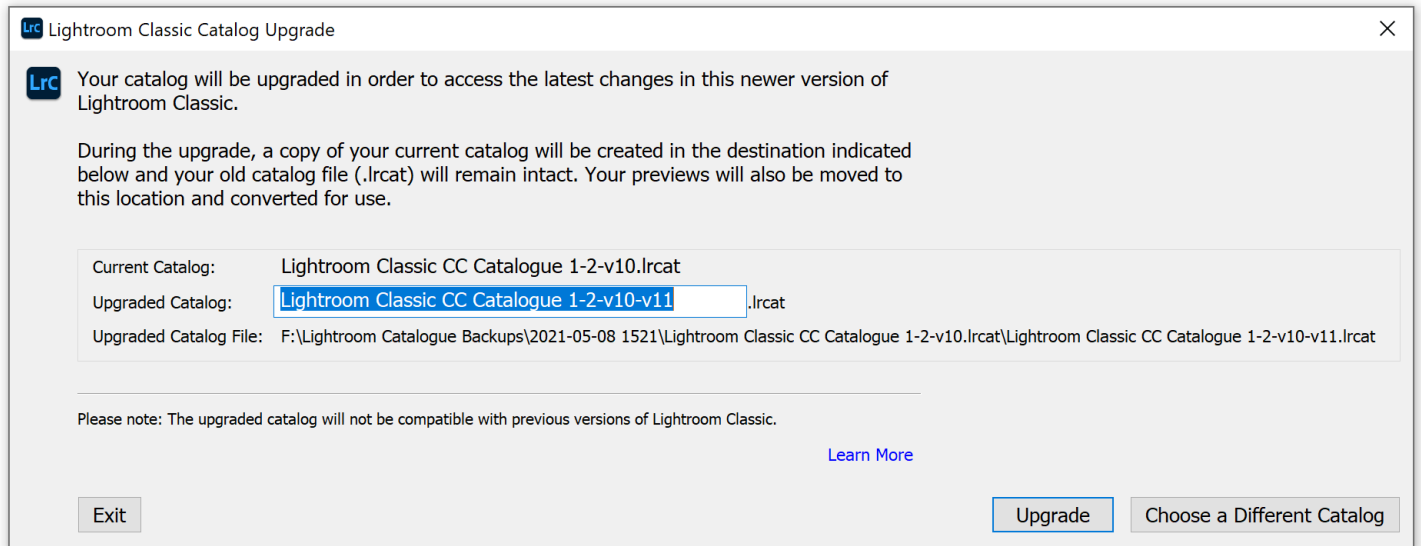 LrC Lightroom Classic Catalog Upgrade
LrC
Your catalog will be upgraded in order to access the latest changes in this newer version of
Lightroom Classic.
During the upgrade, a copy of your current catalog will be created in the destination indicated
below and your old catalog file (.lrcat) will remain intact. Your previews will also be moved to
this location and converted for use.
Current Catalog: Lightroom Classic CC Catalogue 1-2-v10.lrcat
Upgraded Catalog: Lightroom Classic CC Catalogue 1-2-v10-v11 .lrcat
Upgraded Catalog File: F:\Lightroom Catalogue Backups\2021-05-08 1521\Lightroom Classic CC Catalogue 1-2-v10.lrcat\Lightroom Classic CC Catalogue 1-2-v10-v11.lrcat
Please note: The upgraded catalog will not be compatible with previous versions of Lightroom Classic.
Learn More
Exit Upgrade Choose a Different Catalog